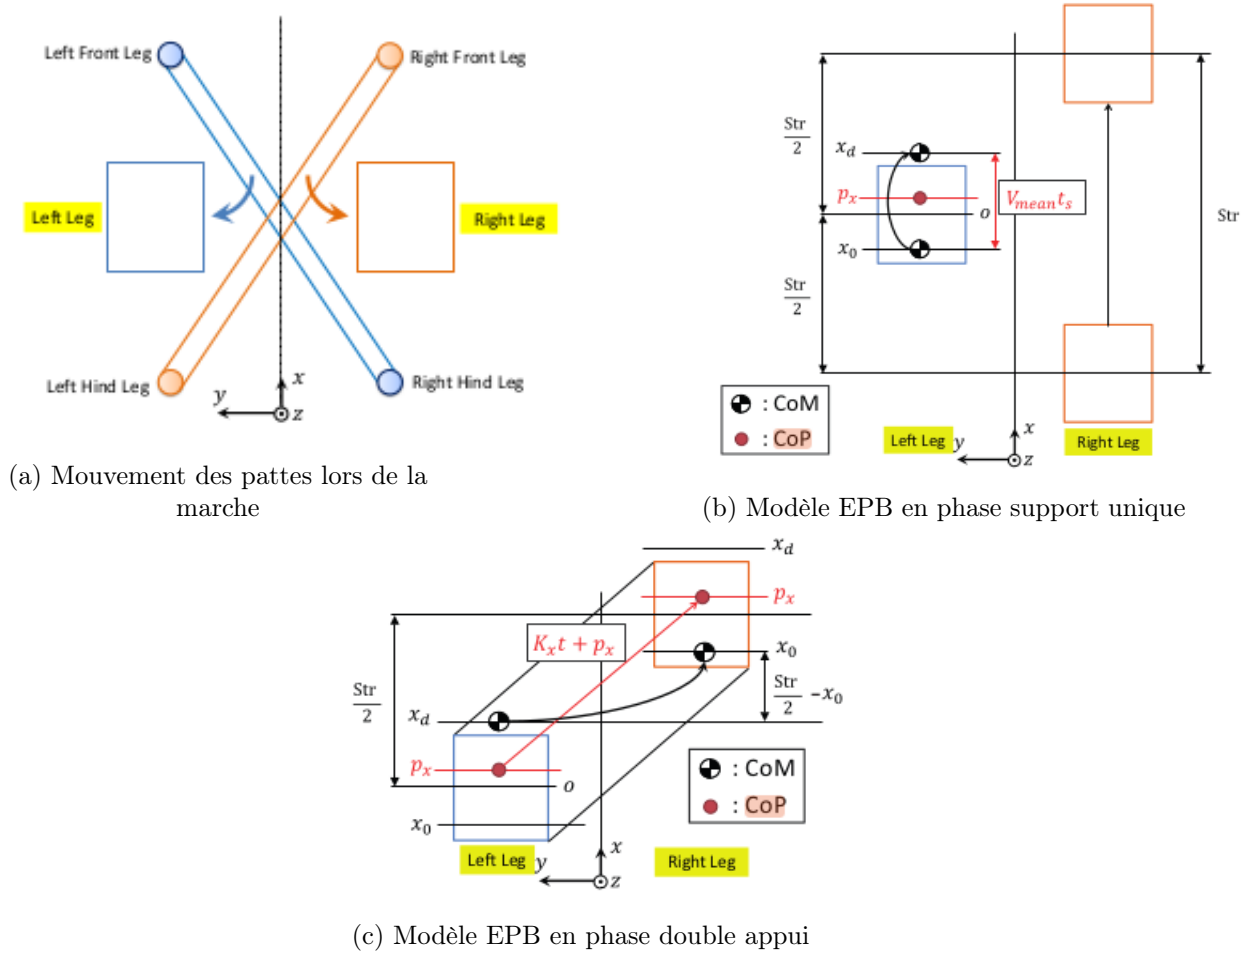 Left Front Leg
Right Front Leg
Left Leg
Right Leg
Left Hind Leg
Right Hind Leg
x
y
z
(a) Mouvement des pattes lors de la
marche
Str/2
x_d
p_x
o
V_mean t_s
x_0
Str/2
Str
: CoM
: CoP
Left Leg
y
x
z
Right Leg
(b) Modèle EPB en phase support unique
x_d
p_x
K_x t + p_x
x_0
Str/2
Str/2 –x_0
x_d
p_x
o
x_0
: CoM
: CoP
Left Leg
y
x
z
Right Leg
(c) Modèle EPB en phase double appui